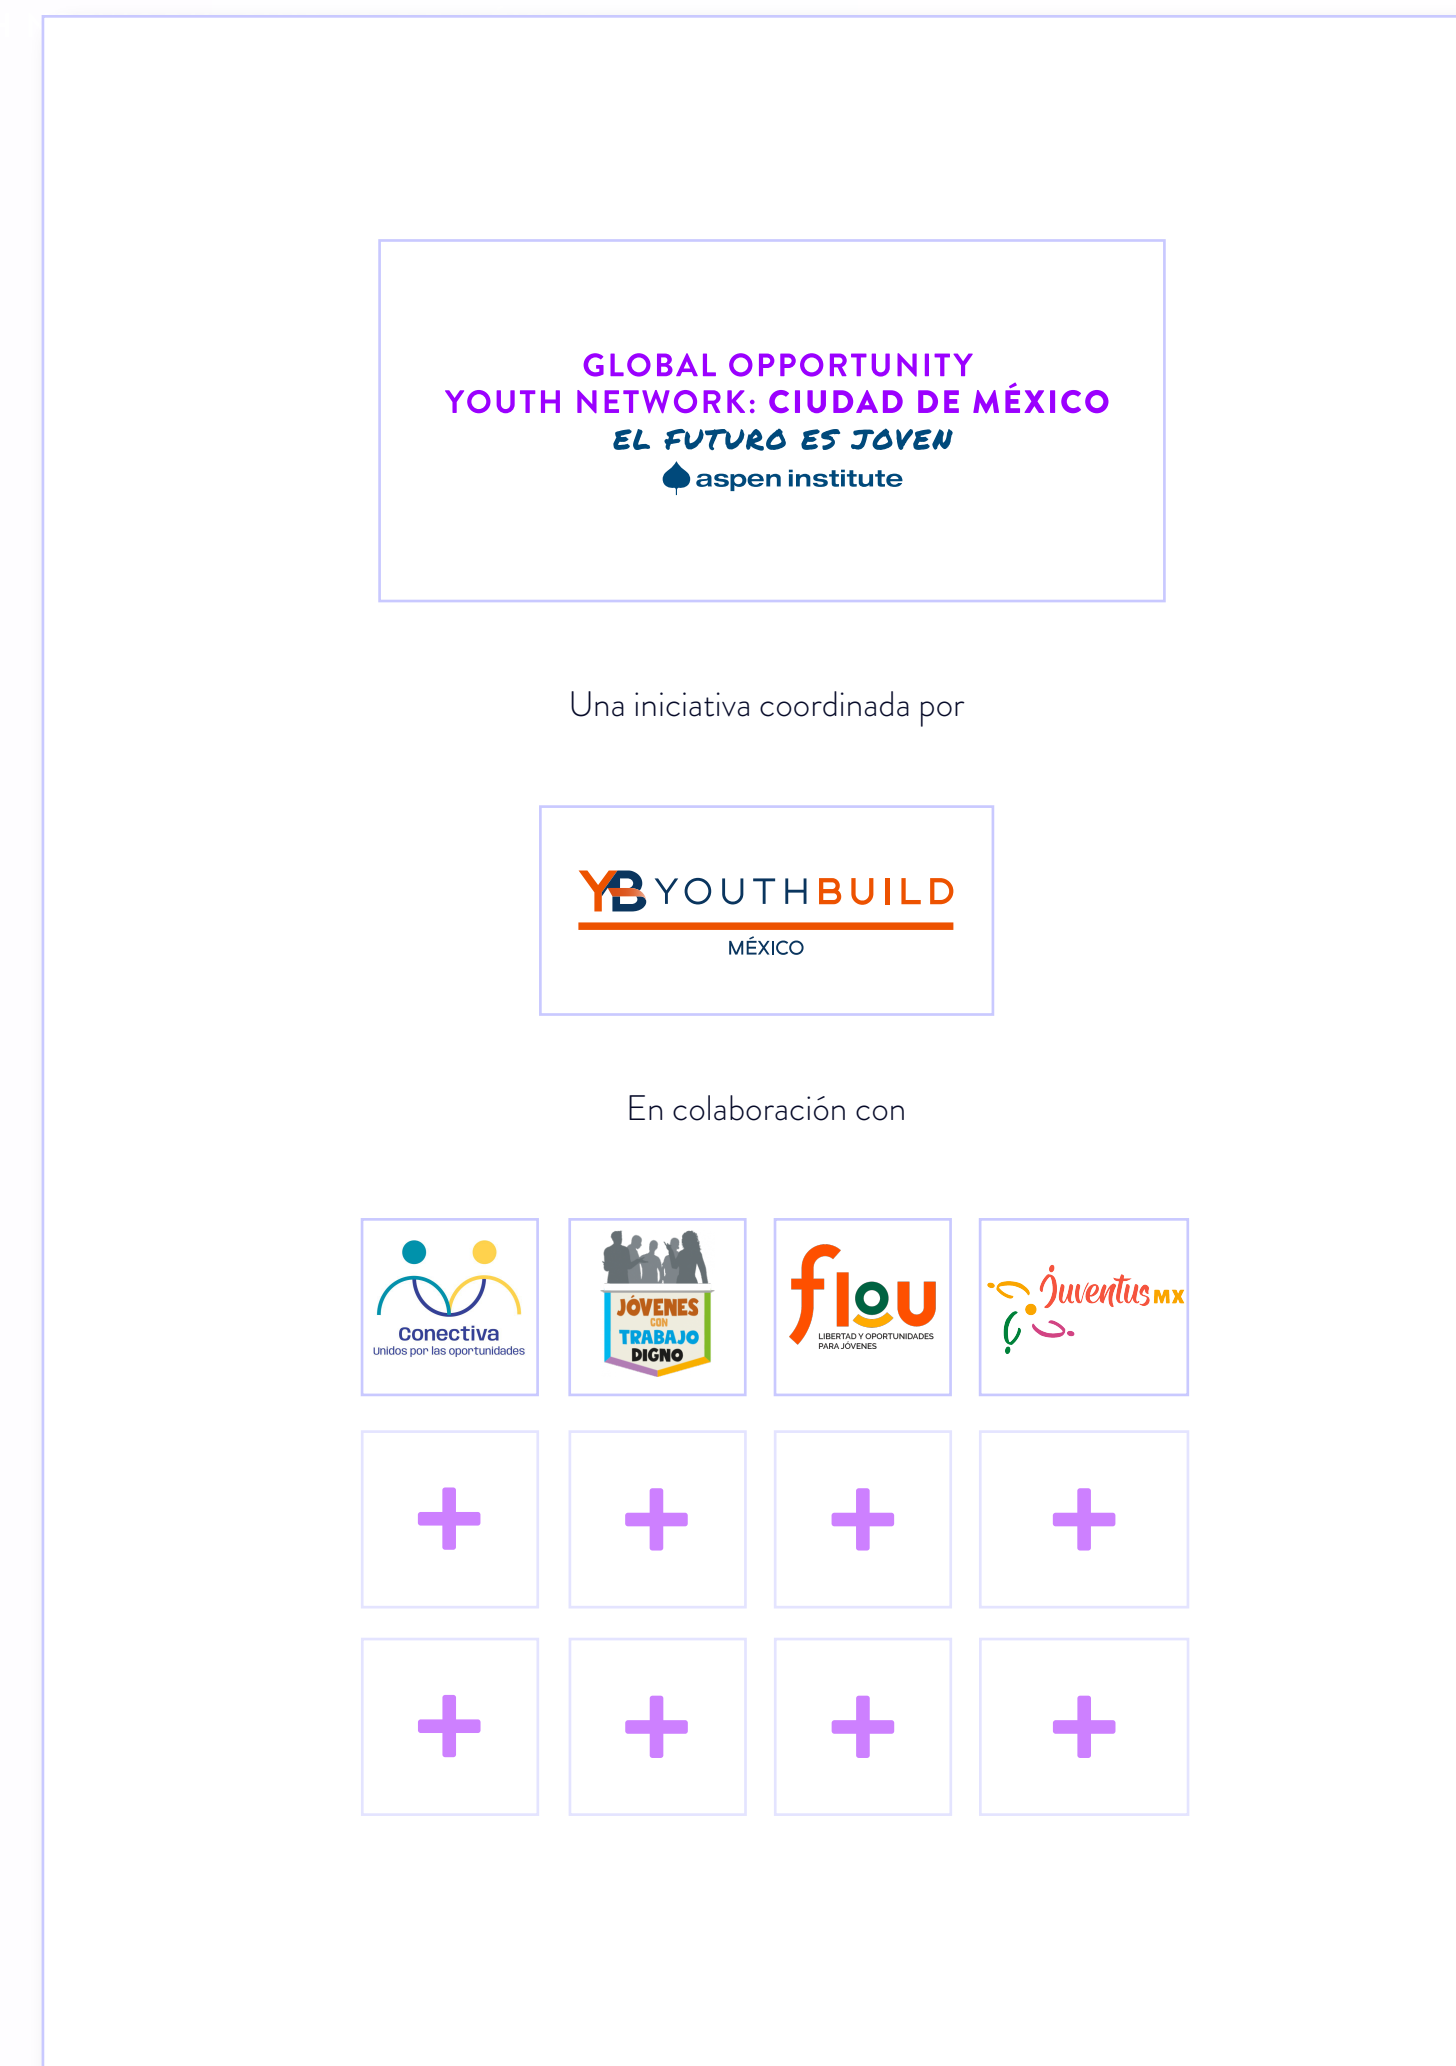 GLOBAL OPPORTUNITY
YOUTH NETWORK: CIUDAD DE MÉXICO
EL FUTURO ES JOVEN
aspen institute
Una iniciativa coordinada por
YB YOUTHBUILD
MÉXICO
En colaboración con
Conectiva
Unidos por las oportunidades
JÓVENES
CON
TRABAJO
DIGNO
flou
LIBERTAD Y OPORTUNIDADES
PARA JÓVENES
Juventus MX